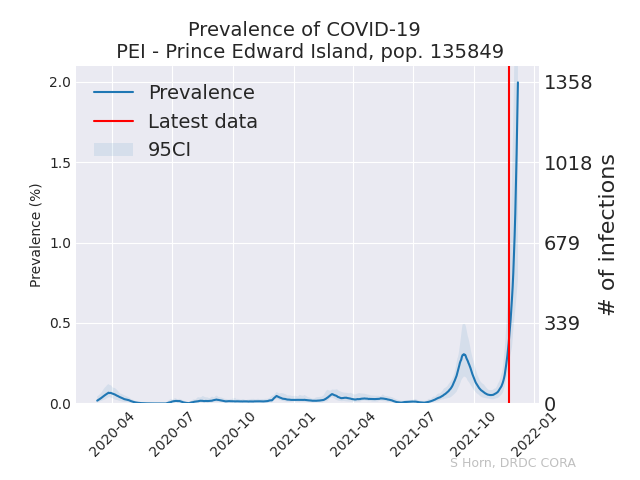 Prevalence of COVID-19
PEI - Prince Edward Island, pop. 135849
Prevalence
Latest data
95CI
Prevalence (%)
2.0
1.5
1.0
0.5
0.0
1358
1018
679
339
0
# of infections
2020-04
2020-07
2020-10
2021-01
2021-04
2021-07
2021-10
2022-01
S Horn, DRDC CORA